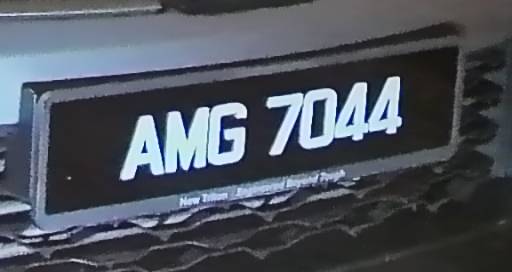 AMG 7044
New Triton : Engineered Beyond Tough